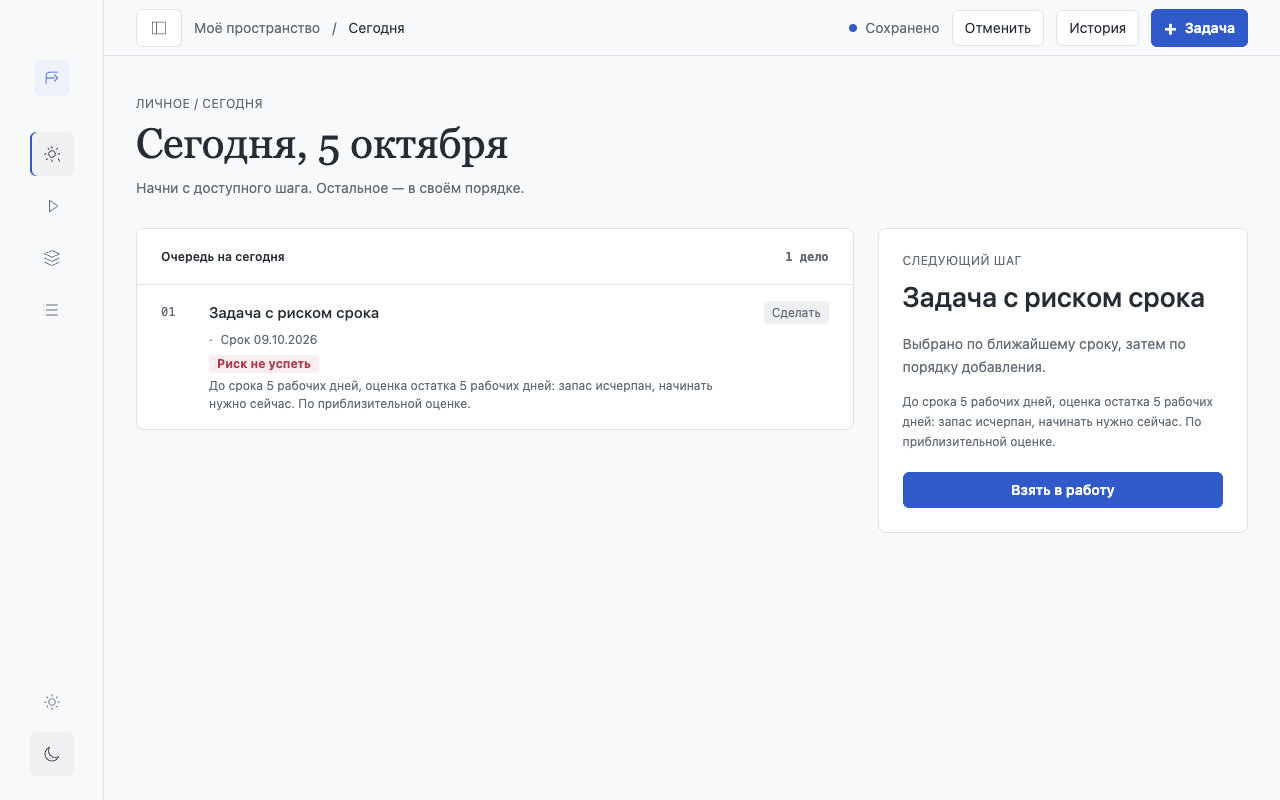 Моё пространство / Сегодня
Сохранено
Отменить
История
+ Задача
ЛИЧНОЕ / СЕГОДНЯ
Сегодня, 5 октября
Начни с доступного шага. Остальное — в своём порядке.
Очередь на сегодня
1 дело
01
Задача с риском срока
Сделать
· Срок 09.10.2026
Риск не успеть
До срока 5 рабочих дней, оценка остатка 5 рабочих дней: запас исчерпан, начинать
нужно сейчас. По приблизительной оценке.
СЛЕДУЮЩИЙ ШАГ
Задача с риском срока
Выбрано по ближайшему сроку, затем по
порядку добавления.
До срока 5 рабочих дней, оценка остатка 5 рабочих
дней: запас исчерпан, начинать нужно сейчас. По
приблизительной оценке.
Взять в работу